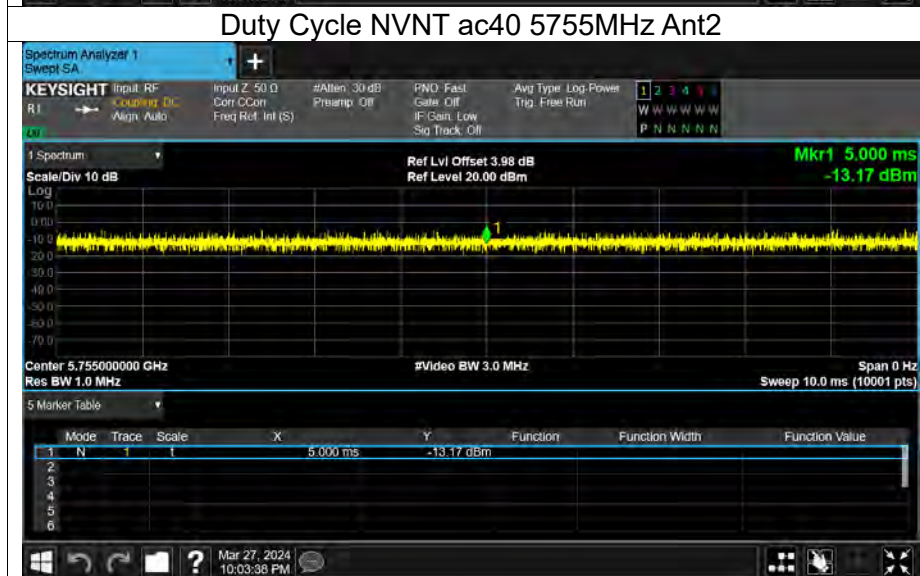 Duty Cycle NVNT ac40 5755MHz Ant2
Spectrum Analyzer 1
Swept SA
+
KEYSIGHT Input: RF Input Z: 50 Ω #Atten: 30 dB PNO: Fast Avg Type: Log-Power 1 2 3 4 5 6
R L Coupling: DC Corr CCorr Preamp: Off Gate: Off Trig: Free Run W W W W W W
Align: Auto Freq Ref: Int (S) IF Gain: Low P N N N N N
Sig Track: Off
1 Spectrum Ref Lvl Offset 3.98 dB Mkr1 5.000 ms
Scale/Div 10 dB Ref Level 20.00 dBm -13.17 dBm
Log
10.0
0.00
1
-10.0
-20.0
-30.0
-40.0
-50.0
-60.0
-70.0
Center 5.755000000 GHz #Video BW 3.0 MHz Span 0 Hz
Res BW 1.0 MHz Sweep 10.0 ms (10001 pts)
5 Marker Table
Mode Trace Scale X Y Function Function Width Function Value
1 N 1 t 5.000 ms -13.17 dBm
2
3
4
5
6
? Mar 27, 2024
10:03:38 PM